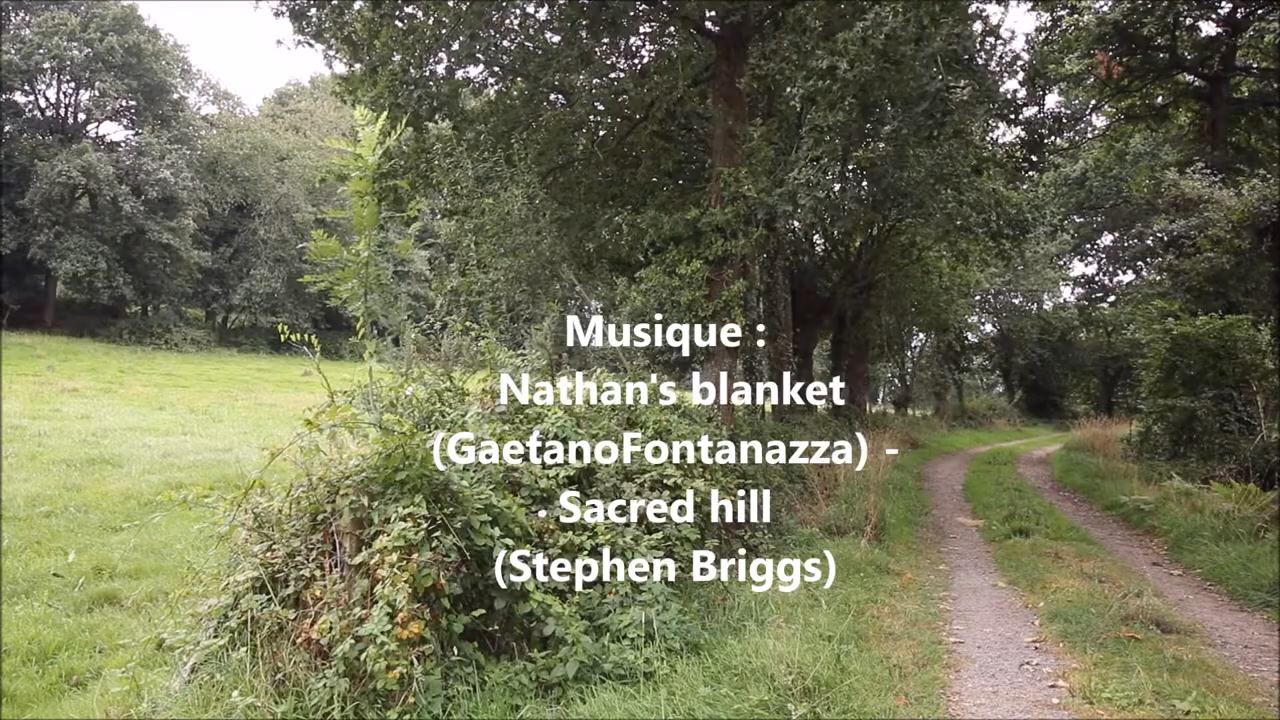 Musique :
Nathan's blanket
(GaetanoFontanazza) -
Sacred hill
(Stephen Briggs)